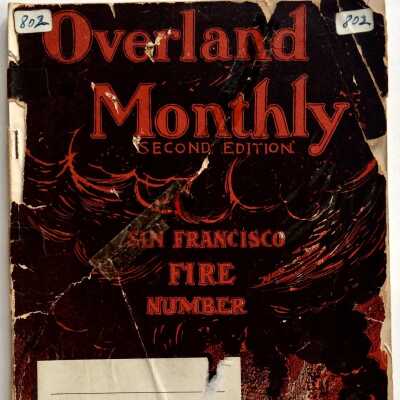 802 802
Overland
Monthly
SECOND EDITION
SAN FRANCISCO
FIRE
NUMBER